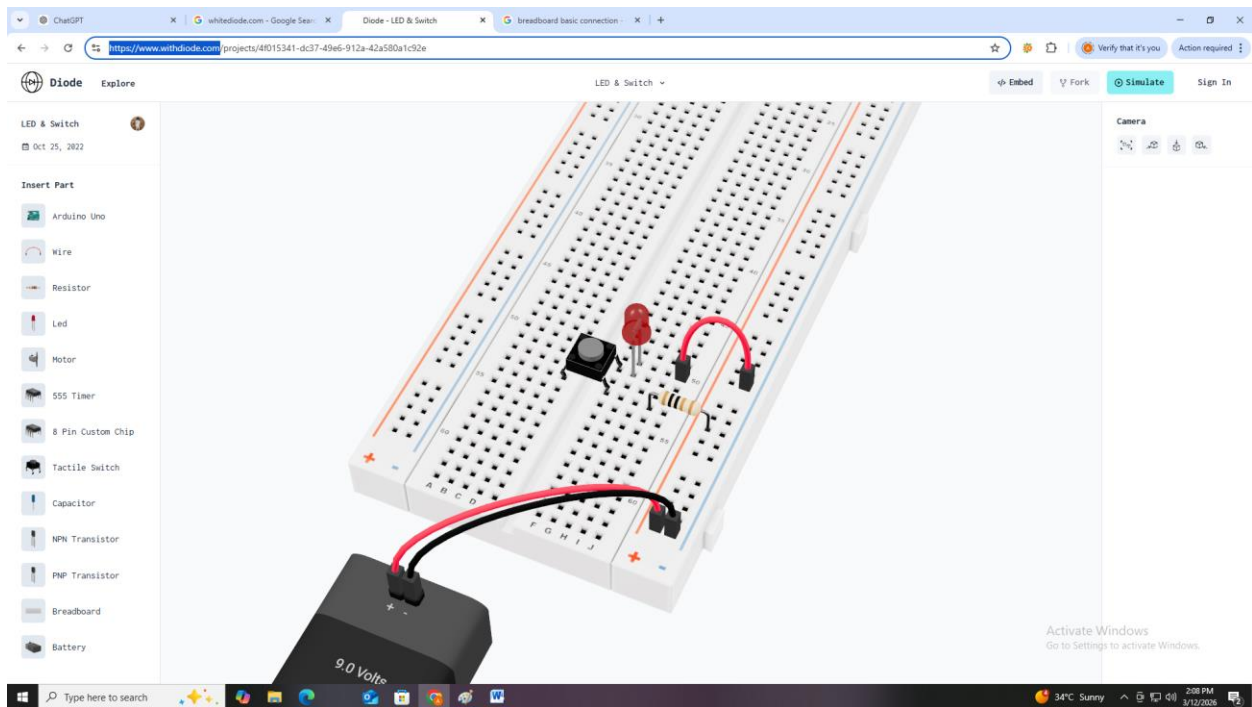 ChatGPT
whitediode.com - Google Sear
Diode - LED & Switch
breadboard basic connection -
https://www.withdiode.com/projects/4f015341-dc37-49e6-912a-42a580a1c92e
Verify that it's you
Action required
Diode
Explore
LED & Switch
</> Embed
Fork
Simulate
Sign In
LED & Switch
Oct 25, 2022
Camera
Insert Part
Arduino Uno
Wire
Resistor
Led
Motor
555 Timer
8 Pin Custom Chip
Tactile Switch
Capacitor
NPN Transistor
PNP Transistor
Breadboard
Battery
50
55
60
A B C D
F G H I J
+ -
+ -
+ -
9.0 Volts
Activate Windows
Go to Settings to activate Windows.
Type here to search
34°C Sunny
2:08 PM
3/12/2026